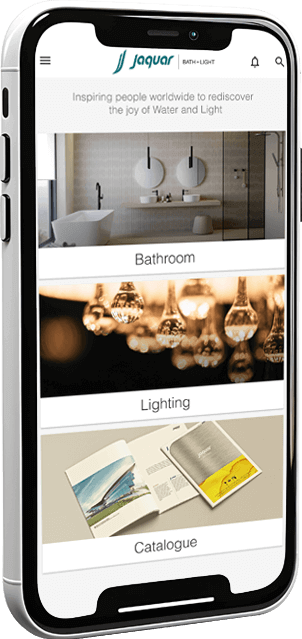 Jaquar
BATH+LIGHT
Inspiring people worldwide to rediscover
the joy of Water and Light
Bathroom
Lighting
Catalogue